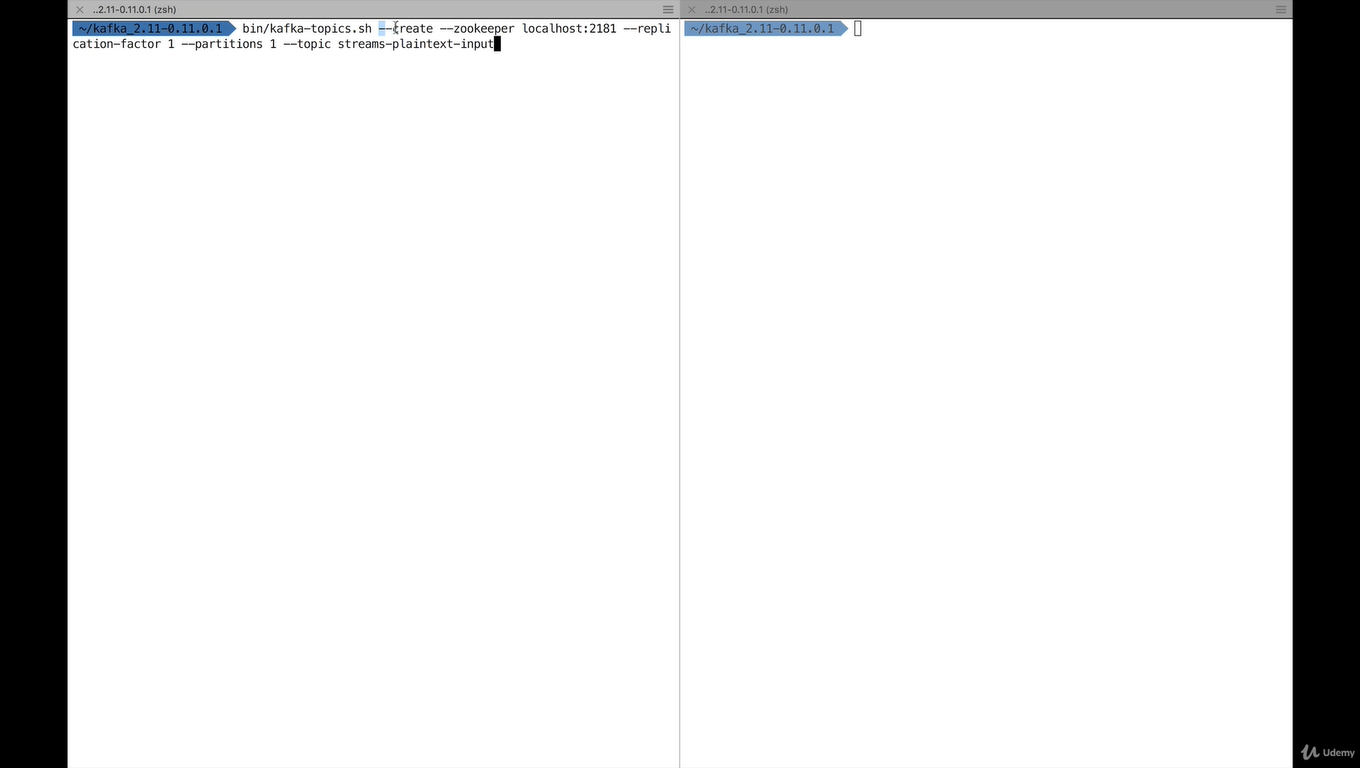 ..2.11-0.11.0.1 (zsh)
~/kafka_2.11-0.11.0.1 bin/kafka-topics.sh --create --zookeeper localhost:2181 --repli
cation-factor 1 --partitions 1 --topic streams-plaintext-input
..2.11-0.11.0.1 (zsh)
~/kafka_2.11-0.11.0.1
Udemy